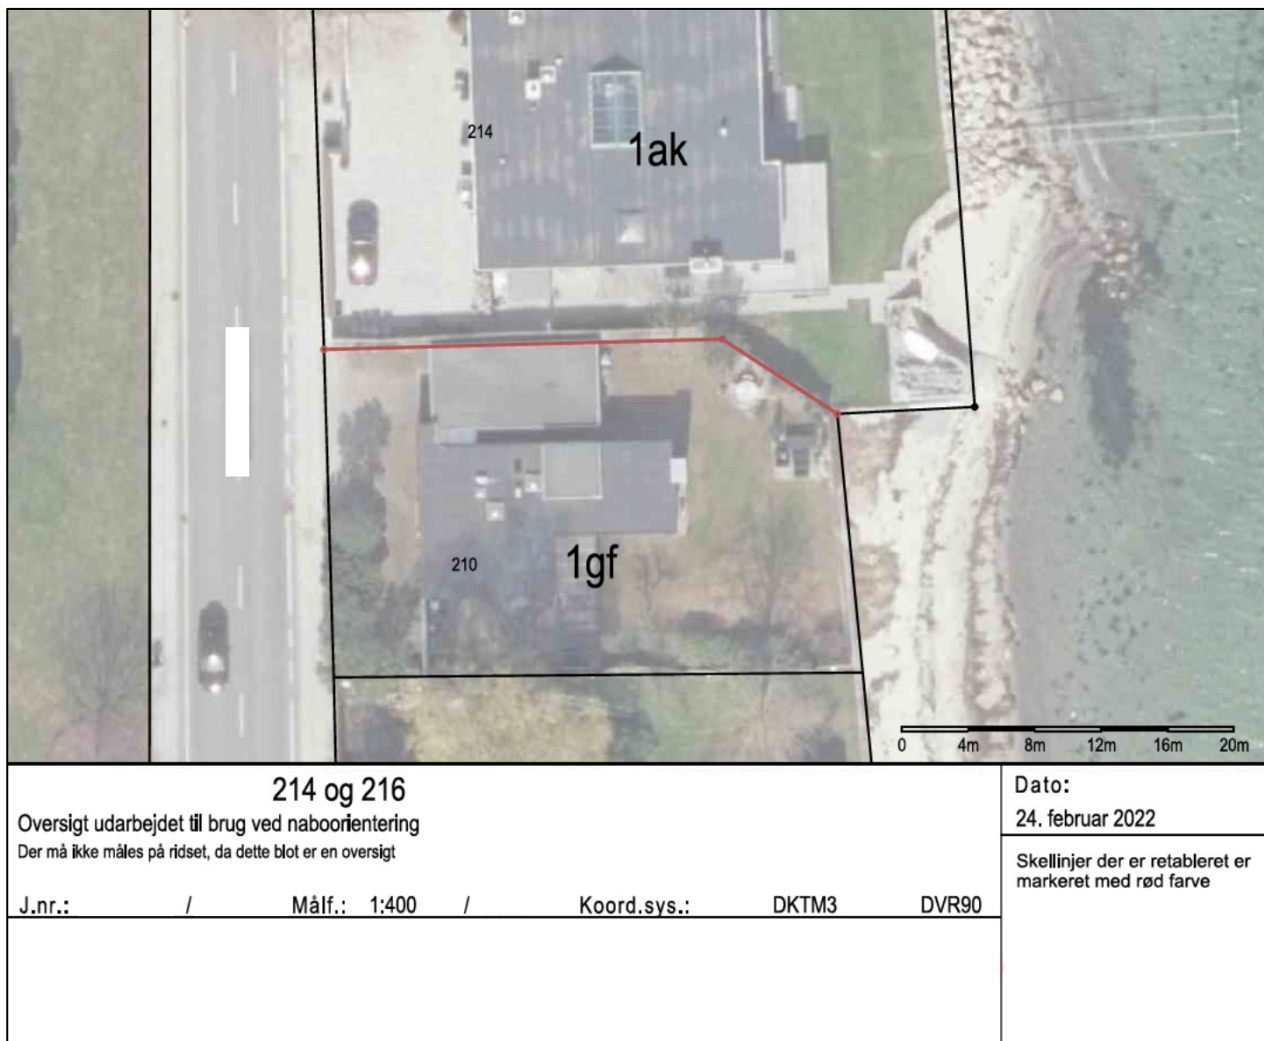 214
1ak
210
1gf
0 4m 8m 12m 16m 20m
214 og 216
Oversigt udarbejdet til brug ved naboorientering
Der må ikke måles på ridset, da dette blot er en oversigt
J.nr.: / Målf.: 1:400 / Koord.sys.: DKTM3 DVR90
Dato:
24. februar 2022
Skellinjer der er retableret er
markeret med rød farve